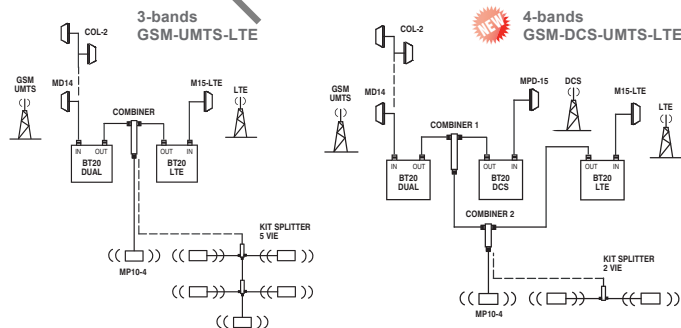 3-bands
GSM-UMTS-LTE
COL-2
GSM
UMTS
MD14
COMBINER
M15-LTE
LTE
IN
OUT
OUT
IN
BT20
DUAL
BT20
LTE
KIT SPLITTER
5 VIE
MP10-4
NEW
4-bands
GSM-DCS-UMTS-LTE
COL-2
GSM
UMTS
MD14
COMBINER 1
MPD-15
DCS
M15-LTE
LTE
IN
OUT
OUT
IN
OUT
IN
BT20
DUAL
BT20
DCS
BT20
LTE
COMBINER 2
KIT SPLITTER
2 VIE
MP10-4